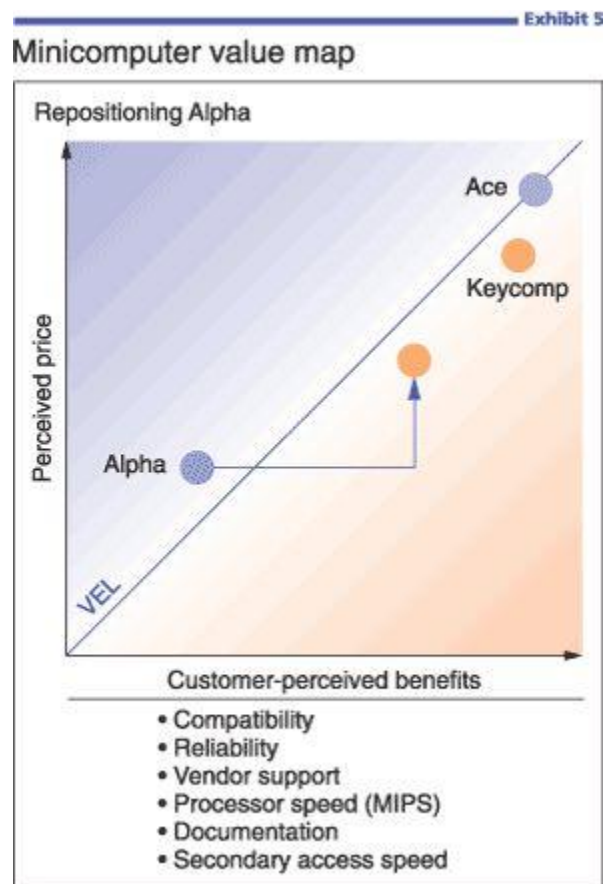 Exhibit 5
Minicomputer value map
Repositioning Alpha
Ace
Keycomp
Perceived price
Alpha
VEL
Customer-perceived benefits
• Compatibility
• Reliability
• Vendor support
• Processor speed (MIPS)
• Documentation
• Secondary access speed